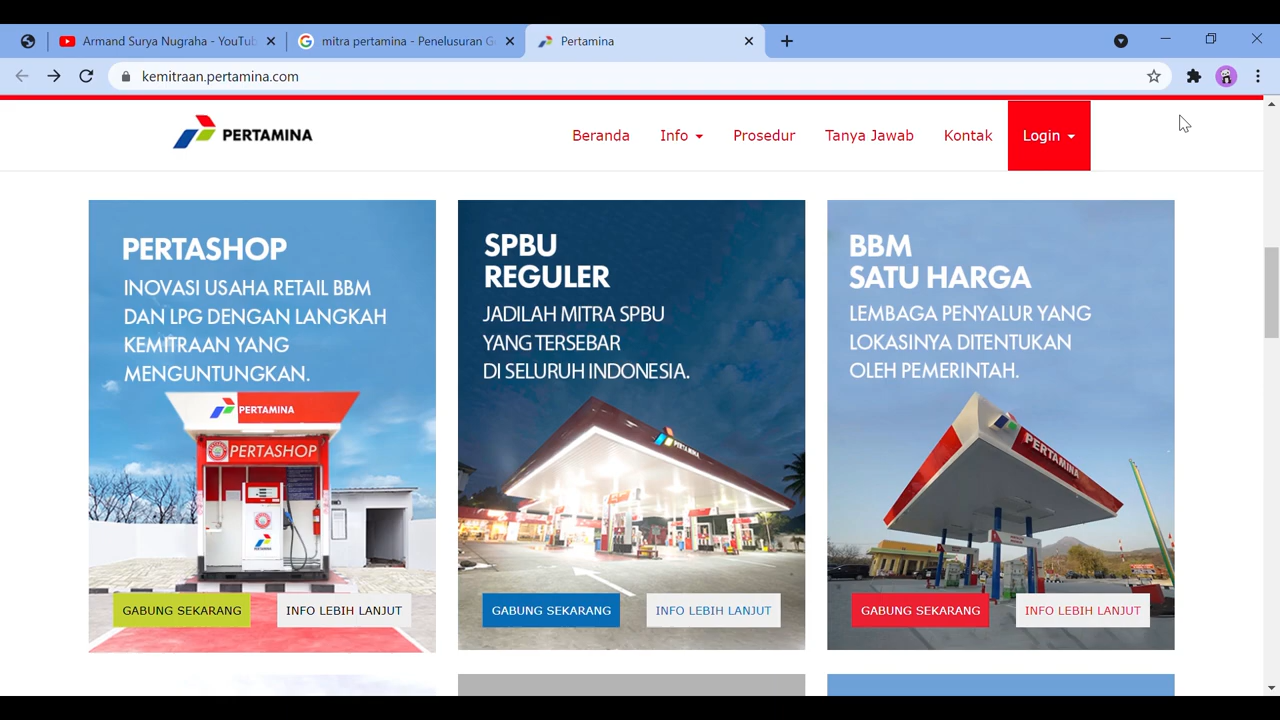 Armand Surya Nugraha - YouTub
mitra pertamina - Penelusuran G
Pertamina
kemitraan.pertamina.com
PERTAMINA
Beranda
Info
Prosedur
Tanya Jawab
Kontak
Login
PERTASHOP
INOVASI USAHA RETAIL BBM
DAN LPG DENGAN LANGKAH
KEMITRAAN YANG
MENGUNTUNGKAN.
PERTAMINA
PERTASHOP
PERTAMINA
GABUNG SEKARANG
INFO LEBIH LANJUT
SPBU
REGULER
JADILAH MITRA SPBU
YANG TERSEBAR
DI SELURUH INDONESIA.
PERTAMINA
GABUNG SEKARANG
INFO LEBIH LANJUT
BBM
SATU HARGA
LEMBAGA PENYALUR YANG
LOKASINYA DITENTUKAN
OLEH PEMERINTAH.
PERTAMINA
GABUNG SEKARANG
INFO LEBIH LANJUT